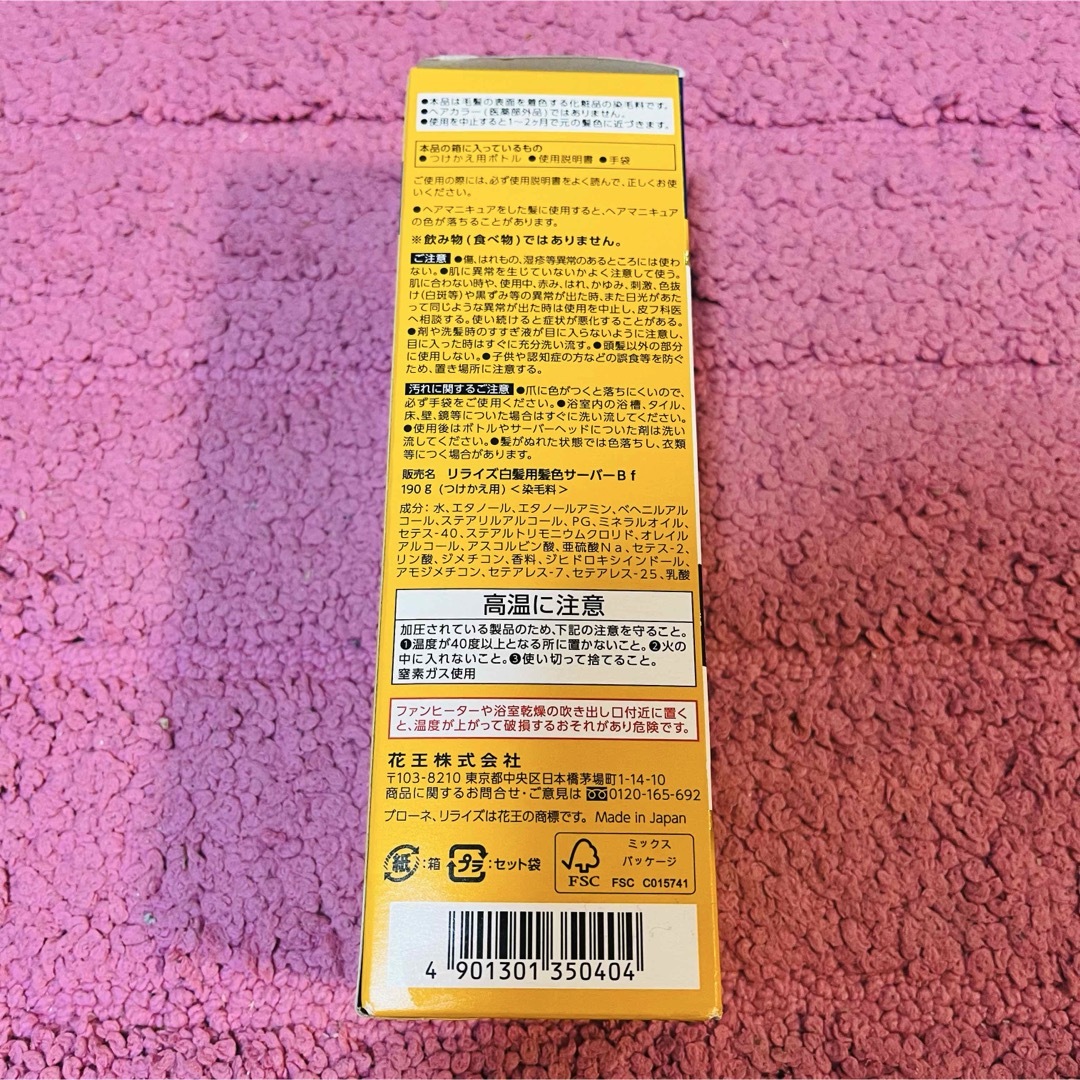 ●本品は毛髪の表面を着色する化粧品の染毛料です。
●ヘアカラー(医薬部外品)ではありません。
●使用を中止すると1～2ヶ月で元の髪色に近づきます。
本品の箱に入っているもの
●つけかえ用ボトル ●使用説明書 ●手袋
ご使用の際には、必ず使用説明書をよく読んで、正しくお使
いください。
●ヘアマニキュアをした髪に使用すると、ヘアマニキュア
の色が落ちることがあります。
※飲み物(食べ物)ではありません。
ご注意 ●傷、はれもの、湿疹等異常のあるところには使わ
ない。●肌に異常を生じていないかよく注意して使う。
肌に合わない時や、使用中、赤み、はれ、かゆみ、刺激、色抜
け(白斑等)や黒ずみ等の異常が出た時、また日光があた
って同じような異常が出た時は使用を中止し、皮フ科医
へ相談する。使い続けると症状が悪化することがある。
●剤や洗髪時のすすぎ液が目に入らないように注意し、
目に入った時はすぐに充分洗い流す。●頭髪以外の部分
に使用しない。●子供や認知症の方などの誤食等を防ぐ
ため、置き場所に注意する。
汚れに関するご注意 ●爪に色がつくと落ちにくいので、
必ず手袋をご使用ください。●浴室内の浴槽、タイル、
床、壁、鏡等についた場合はすぐに洗い流してください。
●使用後はボトルやサーバーヘッドについた剤は洗い
流してください。●髪がぬれた状態では色落ちし、衣類
等につく場合があります。
販売名 リライズ白髪用髪色サーバーBf
190g(つけかえ用)<染毛料>
成分:水、エタノール、エタノールアミン、ベヘニルアル
コール、ステアリルアルコール、PG、ミネラルオイル、
セテス-40、ステアルトリモニウムクロリド、オレイル
アルコール、アスコルビン酸、亜硫酸Na、セテス-2、
リン酸、ジメチコン、香料、ジヒドロキシインドール、
アモジメチコン、セテアレス-7、セテアレス-25、乳酸
高温に注意
加圧されている製品のため、下記の注意を守ること。
❶温度が40度以上となる所に置かないこと。❷火の
中に入れないこと。❸使い切って捨てること。
窒素ガス使用
ファンヒーターや浴室乾燥の吹き出し口付近に置く
と、温度が上がって破損するおそれがあり危険です。
花王株式会社
〒103-8210 東京都中央区日本橋茅場町1-14-10
商品に関するお問合せ・ご意見は 0120-165-692
ブローネ、リライズは花王の商標です。 Made in Japan
紙:箱 プラ:セット袋
FSC
ミックス
パッケージ
FSC C015741
4 901301 350404